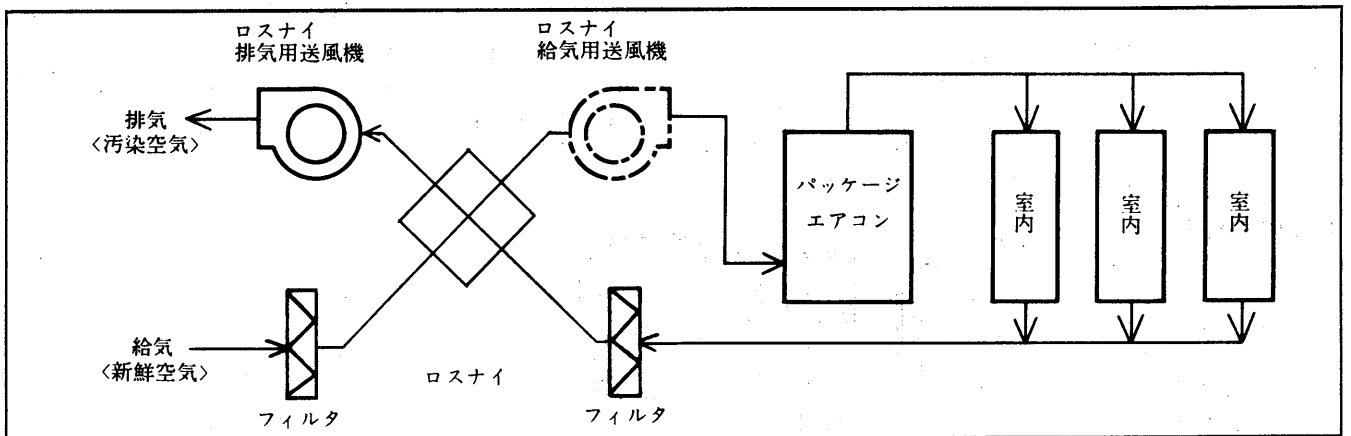 ロスナイ
排気用送風機
ロスナイ
給気用送風機
排気
〈汚染空気〉
パッケージ
エアコン
室内
室内
室内
給気
〈新鮮空気〉
ロスナイ
フィルタ
フィルタ